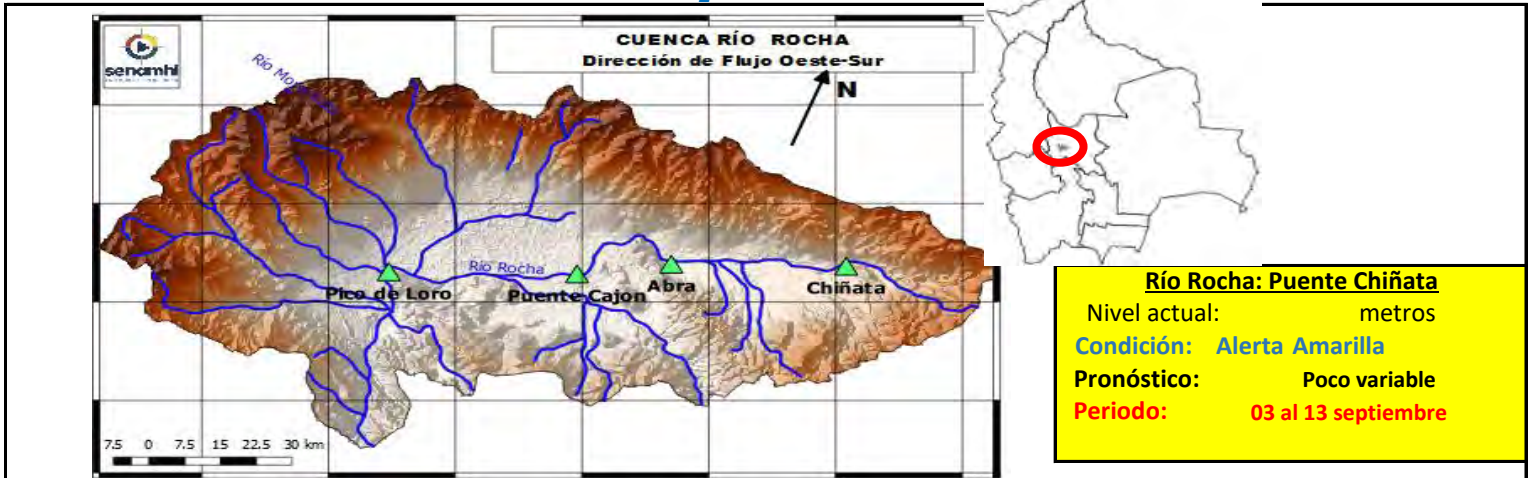 CUENCA RÍO ROCHA
Dirección de Flujo Oeste-Sur
N
senamhi
Río
Río Rocha
Pico de Loro
Puente Cajon
Abra
Chiñata
7.5 0 7.5 15 22.5 30 km
Río Rocha: Puente Chiñata
Nivel actual: metros
Condición: Alerta Amarilla
Pronóstico: Poco variable
Periodo: 03 al 13 septiembre